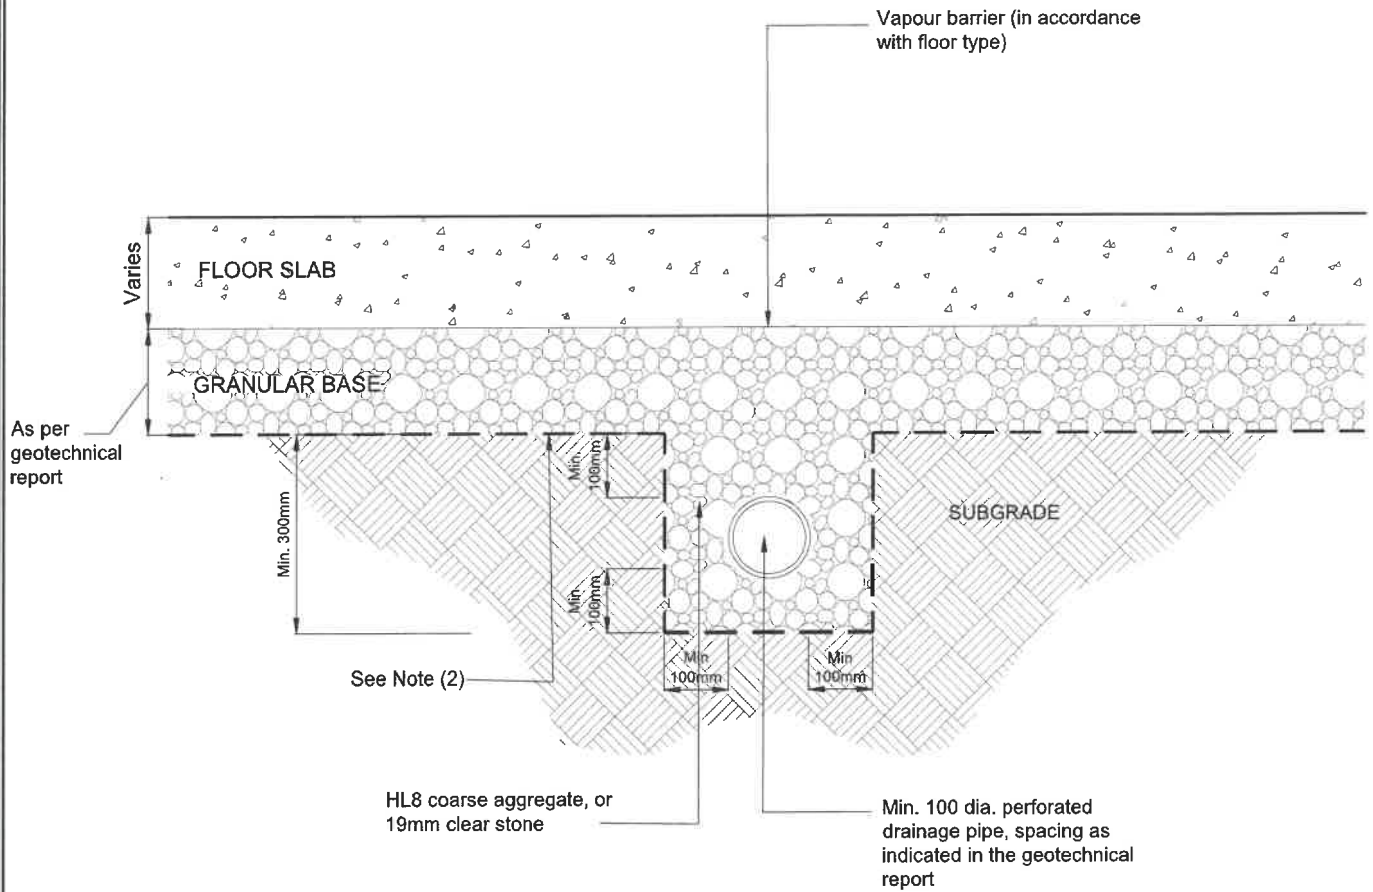 Vapour barrier (in accordance
with floor type)
Varies
FLOOR SLAB
GRANULAR BASE
As per
geotechnical
report
Min. 300mm
Min.
100mm
Min
100mm
SUBGRADE
Min
100mm
Min
100mm
See Note (2)
HL8 coarse aggregate, or
19mm clear stone
Min. 100 dia. perforated
drainage pipe, spacing as
indicated in the geotechnical
report